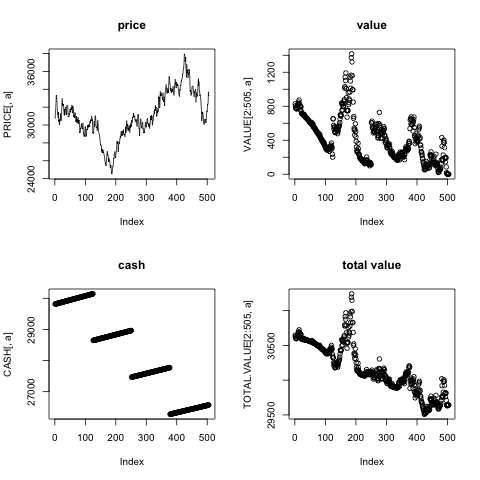 price
PRICE[, a]
36000
30000
24000
0 100 200 300 400 500
Index
value
VALUE[2:505, a]
1200
800
400
0
0 100 200 300 400 500
Index
cash
CASH[, a]
29000
27000
0 100 200 300 400 500
Index
total value
TOTAL.VALUE[2:505, a]
30500
29500
0 100 200 300 400 500
Index